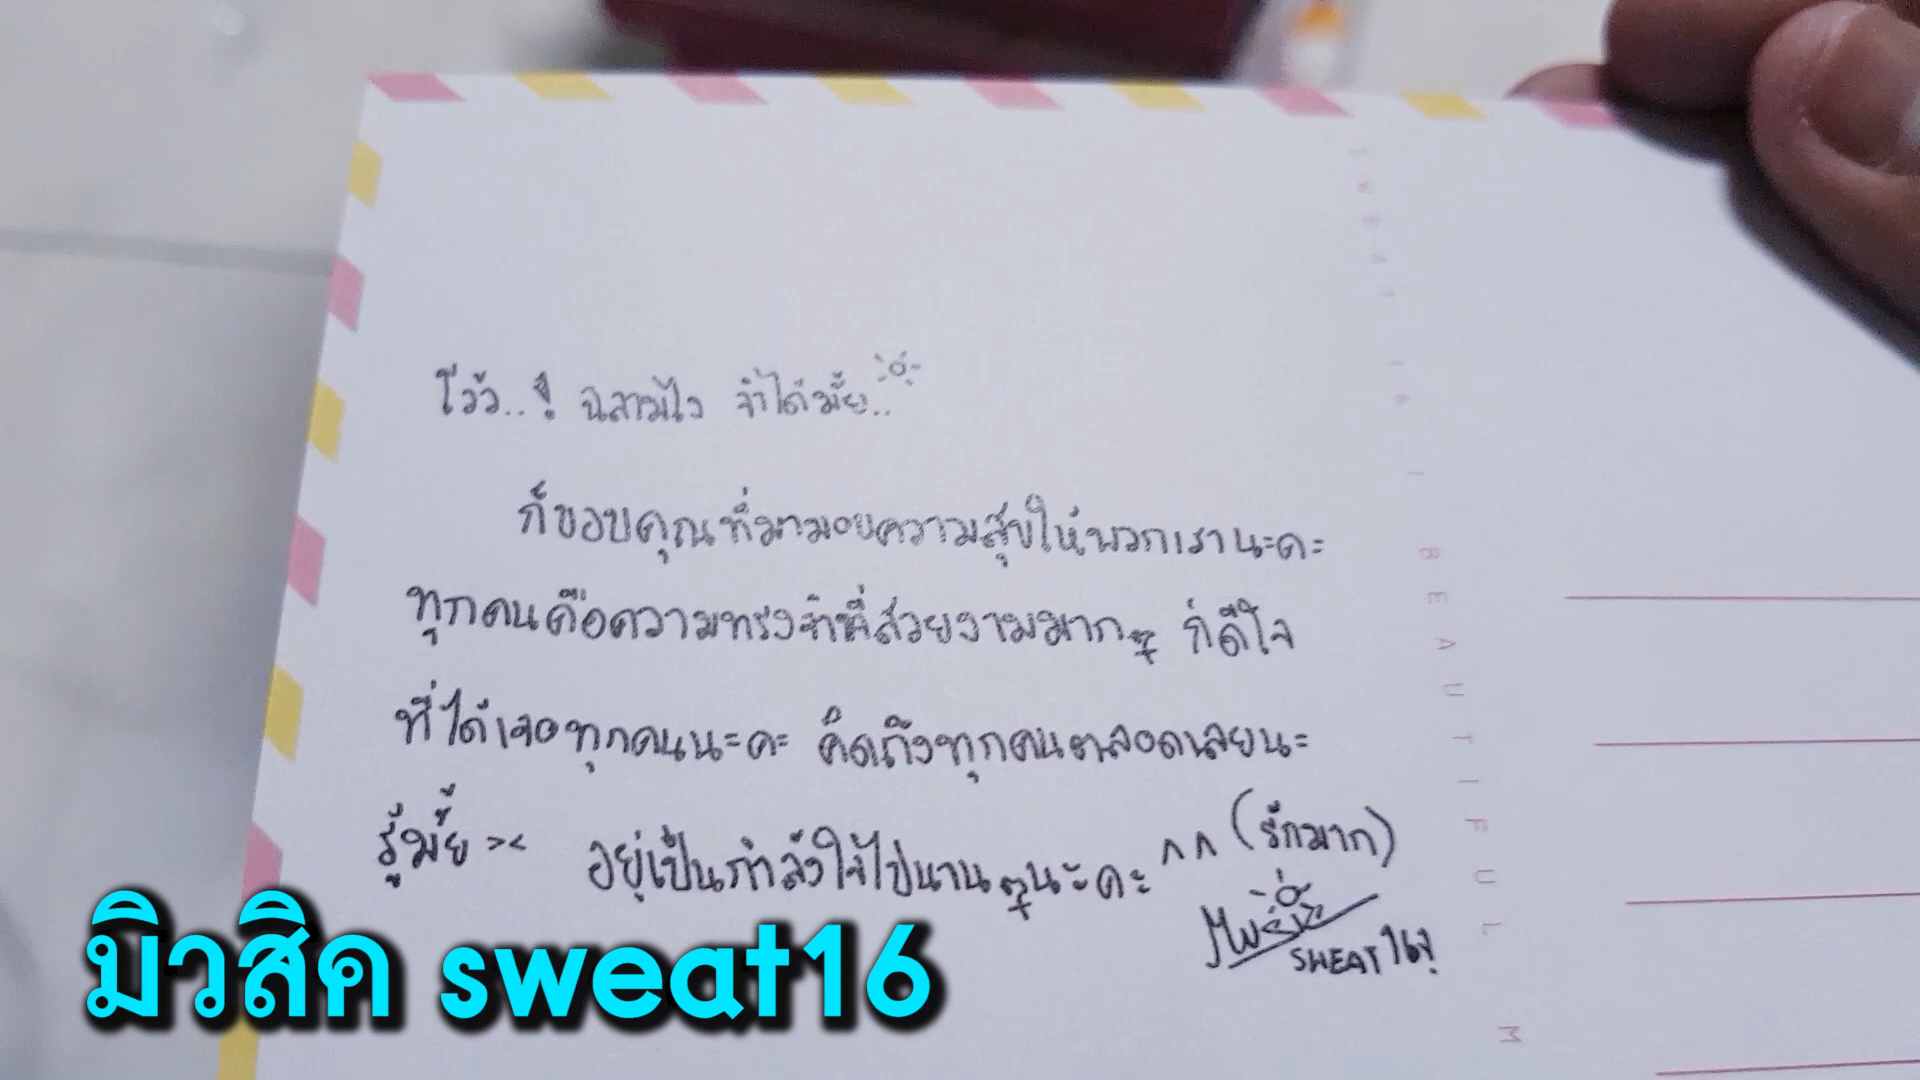 โวว้..! ฉลามไง จำได้มั้ย..
ก็ขอบคุณที่มามอบความสุขให้พวกเรานะคะ
ทุกคนคือความทรงจำที่สวยงามมากๆ ก็ดีใจ
ที่ได้เจอทุกคนนะคะ คิดถึงทุกคนตลอดเลยนะ
รู้มั้ย >< อยู่เป็นกำลังใจไปนานๆนะคะ ^^ (รักมาก)
Music
SWEAT16!
SWEAT16 I BEAUTIFUL M
มิวสิค sweat16